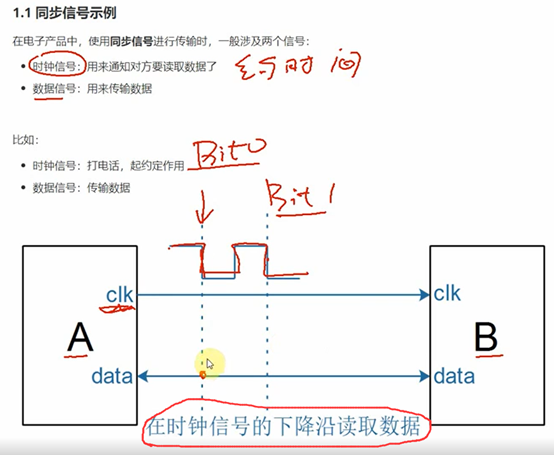 1.1 同步信号示例
在电子产品中，使用同步信号进行传输时，一般涉及两个信号：
• 时钟信号：用来通知对方要读取数据了
• 数据信号：用来传输数据
比如：
• 时钟信号：打电话，起约定作用 Bit0
• 数据信号：传输数据
Bit 1
clk clk
A B
data data
在时钟信号的下降沿读取数据